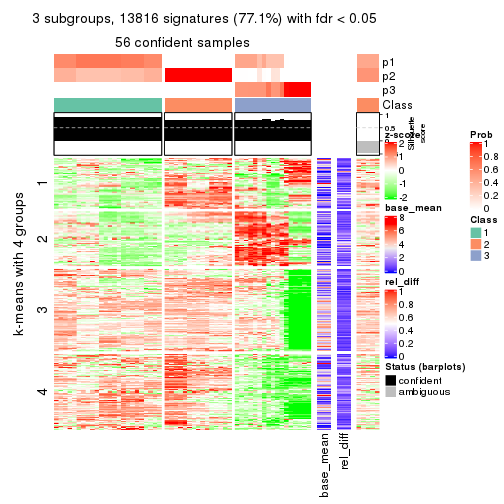 3 subgroups, 13816 signatures (77.1%) with fdr < 0.05
56 confident samples
p1
p2
p3
Class
1
0.5
0
Silhouette
score
k-means with 4 groups
1
2
3
4
base_mean
rel_diff
z-score
2
1
0
-1
-2
base_mean
8
6
4
2
0
rel_diff
1
0.8
0.6
0.4
0.2
0
Status (barplots)
confident
ambiguous
Prob
1
0.8
0.6
0.4
0.2
0
Class
1
2
3